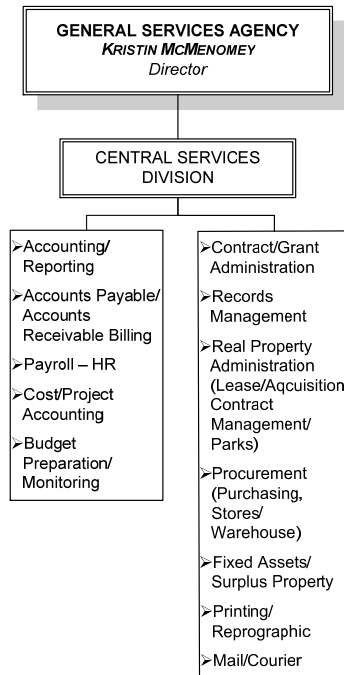 GENERAL SERVICES AGENCY
KRISTIN MCMENOMEY
Director
CENTRAL SERVICES
DIVISION
➢Accounting/
Reporting
➢Accounts Payable/
Accounts
Receivable Billing
➢Payroll – HR
➢Cost/Project
Accounting
➢Budget
Preparation/
Monitoring
➢Contract/Grant
Administration
➢Records
Management
➢Real Property
Administration
(Lease/Aqcuisition
Contract
Management/
Parks)
➢Procurement
(Purchasing,
Stores/
Warehouse)
➢Fixed Assets/
Surplus Property
➢Printing/
Reprographic
➢Mail/Courier